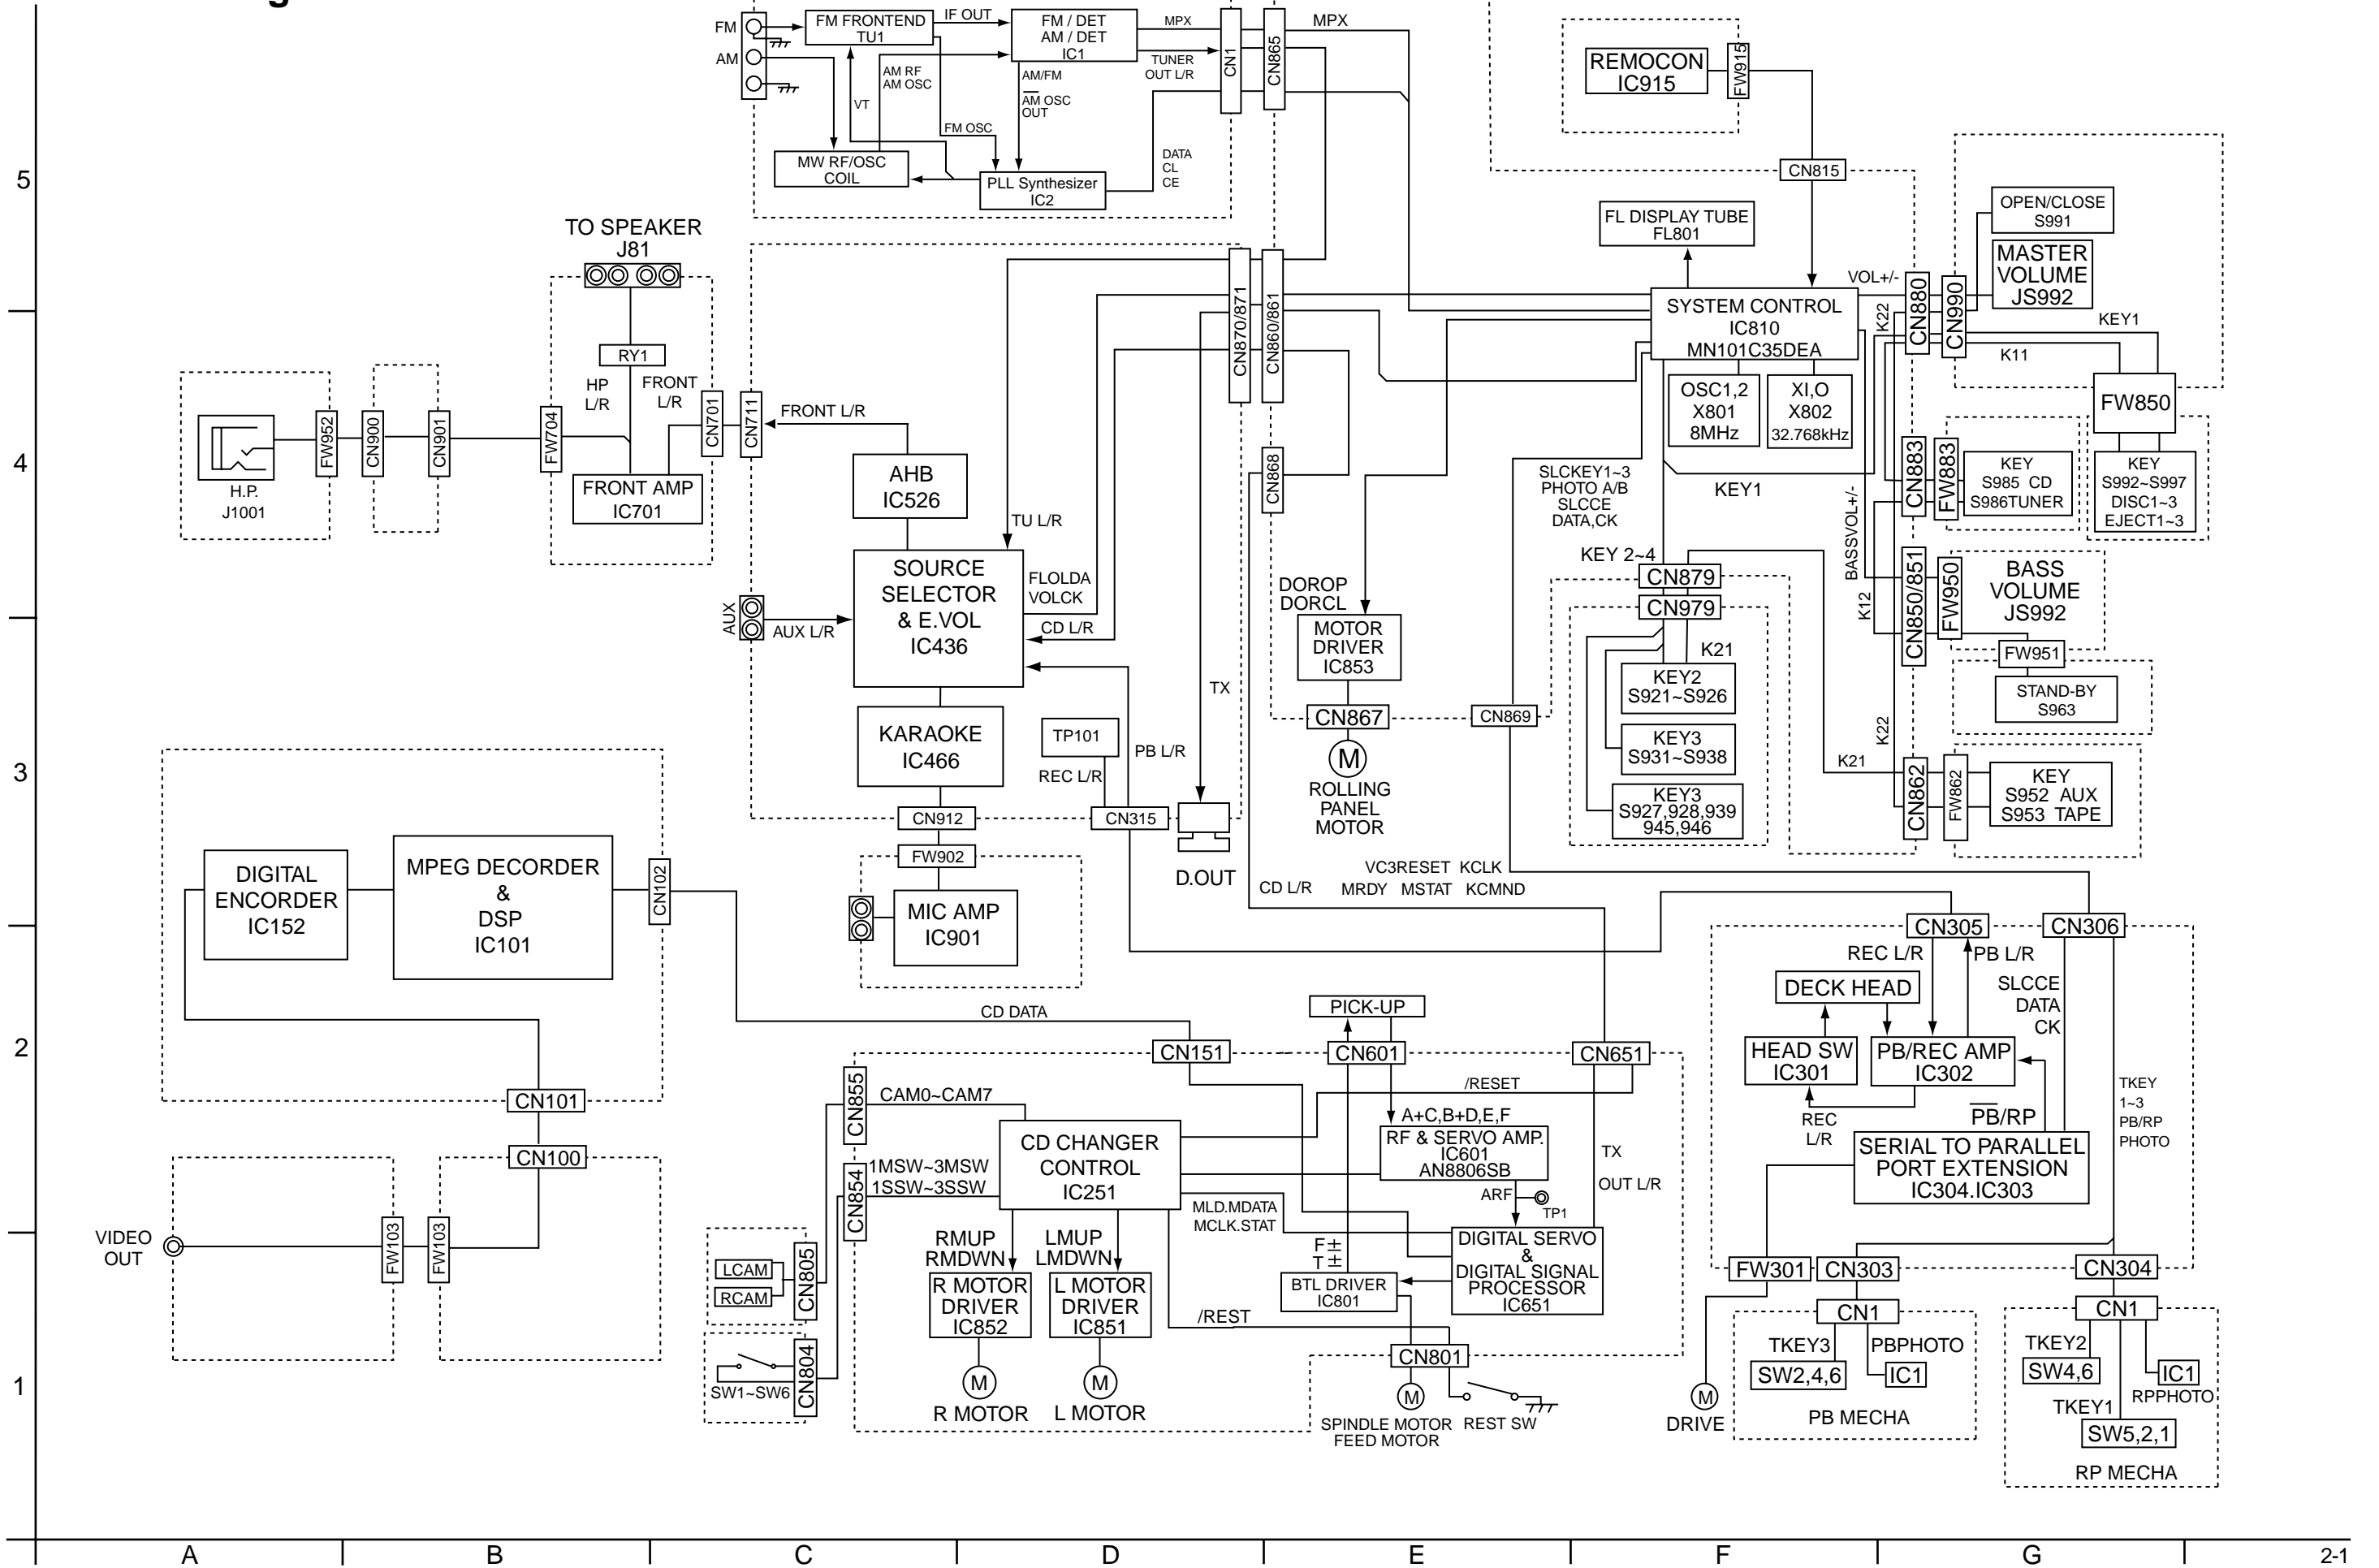 g
FM
AM
FM FRONTEND
TU1
IF OUT
FM / DET
AM / DET
IC1
MPX
TUNER
OUT L/R
CN1
CN865
MPX
AM RF
AM OSC
VT
AM/FM
AM OSC
OUT
FM OSC
MW RF/OSC
COIL
PLL Synthesizer
IC2
DATA
CL
CE
REMOCON
IC915
FW915
CN815
5
TO SPEAKER
J81
FL DISPLAY TUBE
FL801
OPEN/CLOSE
S991
MASTER
VOLUME
JS992
VOL+/-
SYSTEM CONTROL
IC810
MN101C35DEA
K22
CN880
CN990
KEY1
K11
CN870/871
CN860/861
RY1
HP
L/R
FRONT
L/R
CN701
CN711
FRONT L/R
OSC1,2
X801
8MHz
XI,O
X802
32.768kHz
FW850
4
H.P.
J1001
FW952
CN900
CN901
FW704
FRONT AMP
IC701
AHB
IC526
TU L/R
CN868
SLCKEY1~3
PHOTO A/B
SLCCE
DATA,CK
KEY1
BASSVOL+/-
CN883
FW883
KEY
S985 CD
S986TUNER
KEY
S992~S997
DISC1~3
EJECT1~3
SOURCE
SELECTOR
& E.VOL
IC436
FLOLDA
VOLCK
CD L/R
AUX
AUX L/R
DOROP
DORCL
MOTOR
DRIVER
IC853
KEY 2~4
CN879
CN979
K21
K12
CN850/851
FW950
BASS
VOLUME
JS992
FW951
STAND-BY
S963
KEY2
S921~S926
KEY3
S931~S938
KEY3
S927,928,939
945,946
TX
CN867
CN869
K22
K21
CN862
FW862
KEY
S952 AUX
S953 TAPE
3
KARAOKE
IC466
TP101
REC L/R
PB L/R
M
ROLLING
PANEL
MOTOR
CN912
CN315
FW902
D.OUT
MIC AMP
IC901
DIGITAL
ENCORDER
IC152
MPEG DECORDER
&
DSP
IC101
CN102
CD L/R
VC3RESET KCLK
MRDY MSTAT KCMND
CN305
CN306
REC L/R
PB L/R
SLCCE
DATA
CK
DECK HEAD
HEAD SW
IC301
PB/REC AMP
IC302
REC
L/R
PB/RP
TKEY
1~3
PB/RP
PHOTO
SERIAL TO PARALLEL
PORT EXTENSION
IC304.IC303
2
CD DATA
PICK-UP
CN151
CN601
CN651
CN101
CN100
CN855
CAM0~CAM7
/RESET
A+C,B+D,E,F
RF & SERVO AMP.
IC601
AN8806SB
TX
OUT L/R
CD CHANGER
CONTROL
IC251
CN854
1MSW~3MSW
1SSW~3SSW
ARF
TP1
MLD.MDATA
MCLK.STAT
VIDEO
OUT
FW103
FW103
LCAM
RCAM
CN805
RMUP
RMDWN
LMUP
LMDWN
R MOTOR
DRIVER
IC852
L MOTOR
DRIVER
IC851
F±
T±
BTL DRIVER
IC801
DIGITAL SERVO
&
DIGITAL SIGNAL
PROCESSOR
IC651
/REST
CN801
FW301
CN303
CN304
CN1
CN1
1
SW1~SW6
CN804
M
R MOTOR
M
L MOTOR
M
SPINDLE MOTOR
FEED MOTOR
REST SW
M
DRIVE
TKEY3
SW2,4,6
PBPHOTO
IC1
PB MECHA
TKEY2
SW4,6
IC1
RPPHOTO
TKEY1
SW5,2,1
RP MECHA
A
B
C
D
E
F
G
2-1